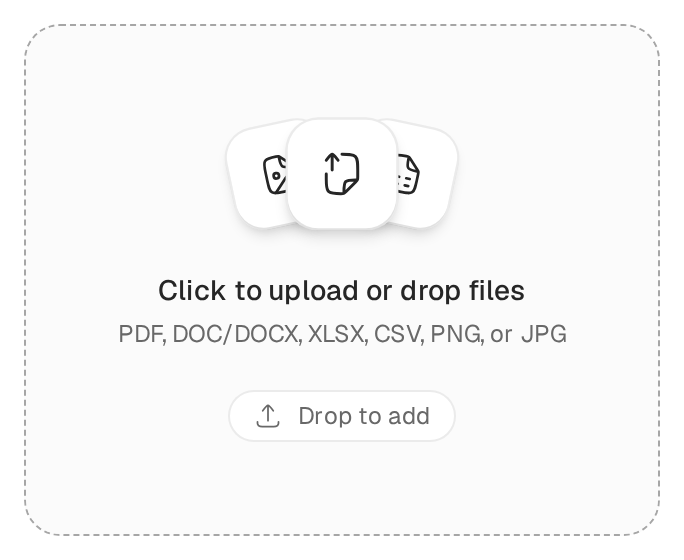 Click to upload or drop files
PDF, DOC/DOCX, XLSX, CSV, PNG, or JPG
Drop to add